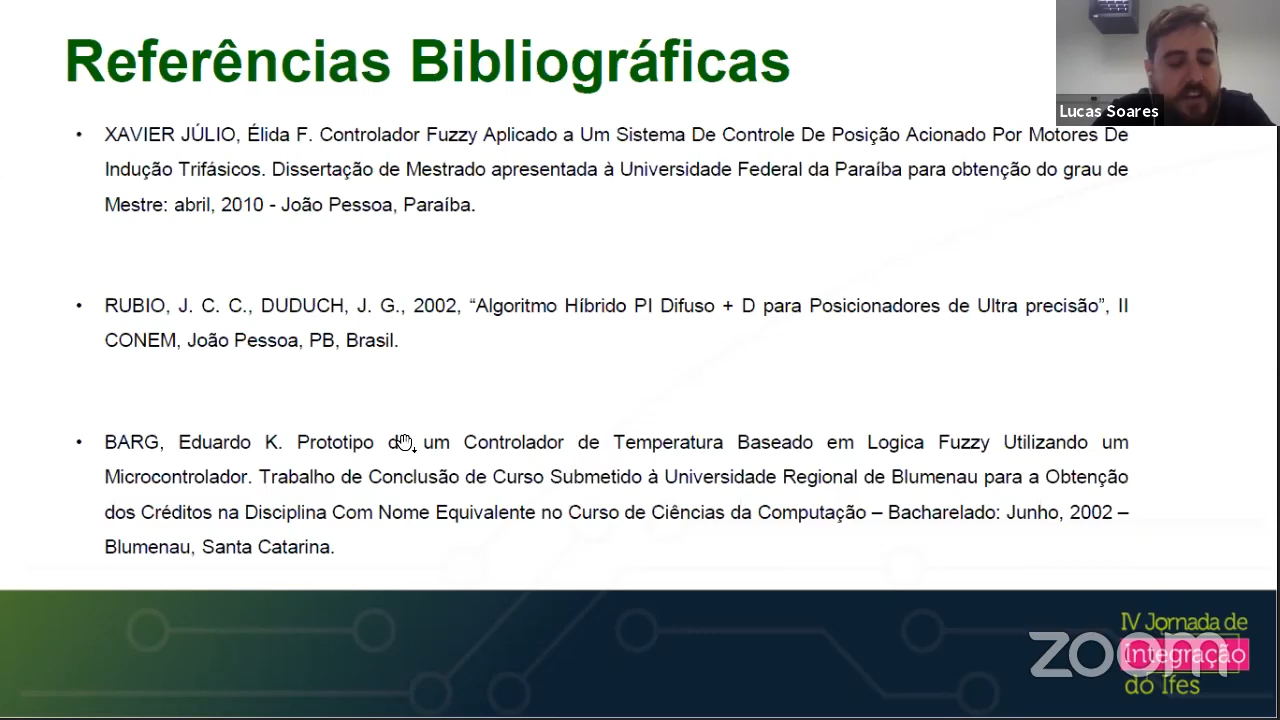 Referências Bibliográficas
Lucas Soares
• XAVIER JÚLIO, Élida F. Controlador Fuzzy Aplicado a Um Sistema De Controle De Posição Acionado Por Motores De
Indução Trifásicos. Dissertação de Mestrado apresentada à Universidade Federal da Paraíba para obtenção do grau de
Mestre: abril, 2010 - João Pessoa, Paraíba.
• RUBIO, J. C. C., DUDUCH, J. G., 2002, “Algoritmo Híbrido PI Difuso + D para Posicionadores de Ultra precisão”, II
CONEM, João Pessoa, PB, Brasil.
• BARG, Eduardo K. Prototipo de um Controlador de Temperatura Baseado em Logica Fuzzy Utilizando um
Microcontrolador. Trabalho de Conclusão de Curso Submetido à Universidade Regional de Blumenau para a Obtenção
dos Créditos na Disciplina Com Nome Equivalente no Curso de Ciências da Computação – Bacharelado: Junho, 2002 –
Blumenau, Santa Catarina.
IV Jornada de
Integração
do Ifes
zoom